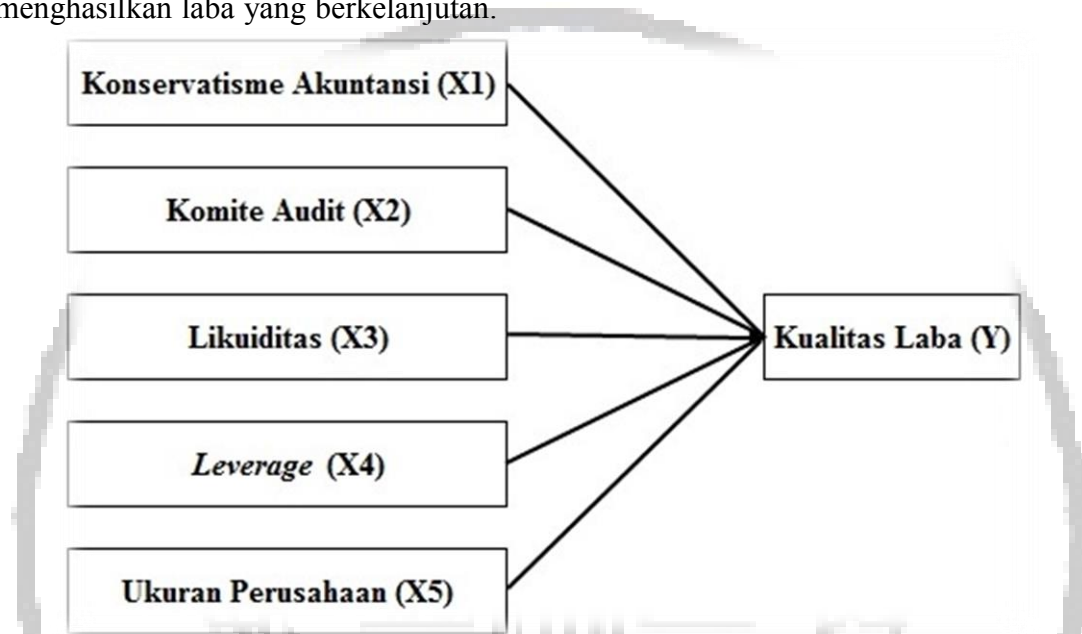 menghasilkan laba yang berkelanjutan.
Konservatisme Akuntansi (X1)
Komite Audit (X2)
Likuiditas (X3)
Kualitas Laba (Y)
Leverage (X4)
Ukuran Perusahaan (X5)